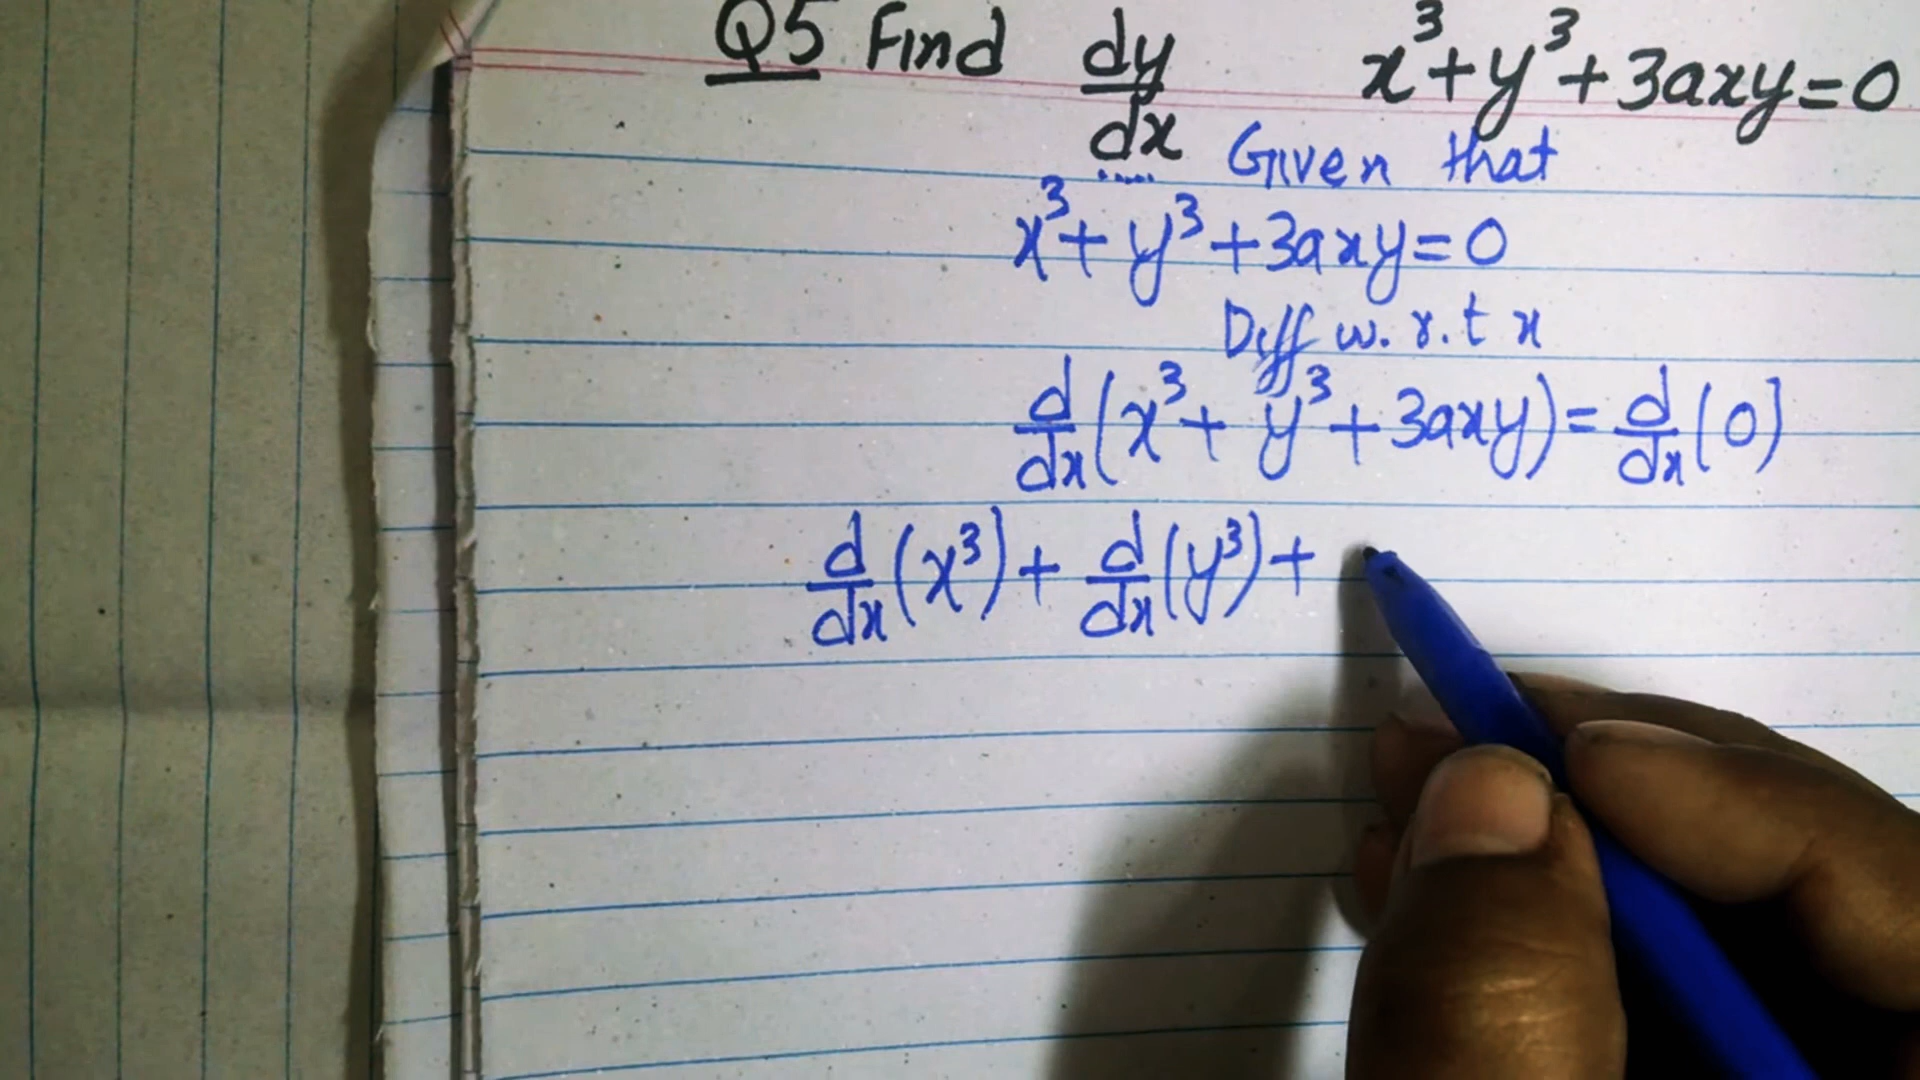 Q5 Find dy/dx x³+y³+3axy=0
Given that
x³+y³+3axy=0
Diff w.r.t x
d/dx(x³+y³+3axy)=d/dx(0)
d/dx(x³)+d/dx(y³)+